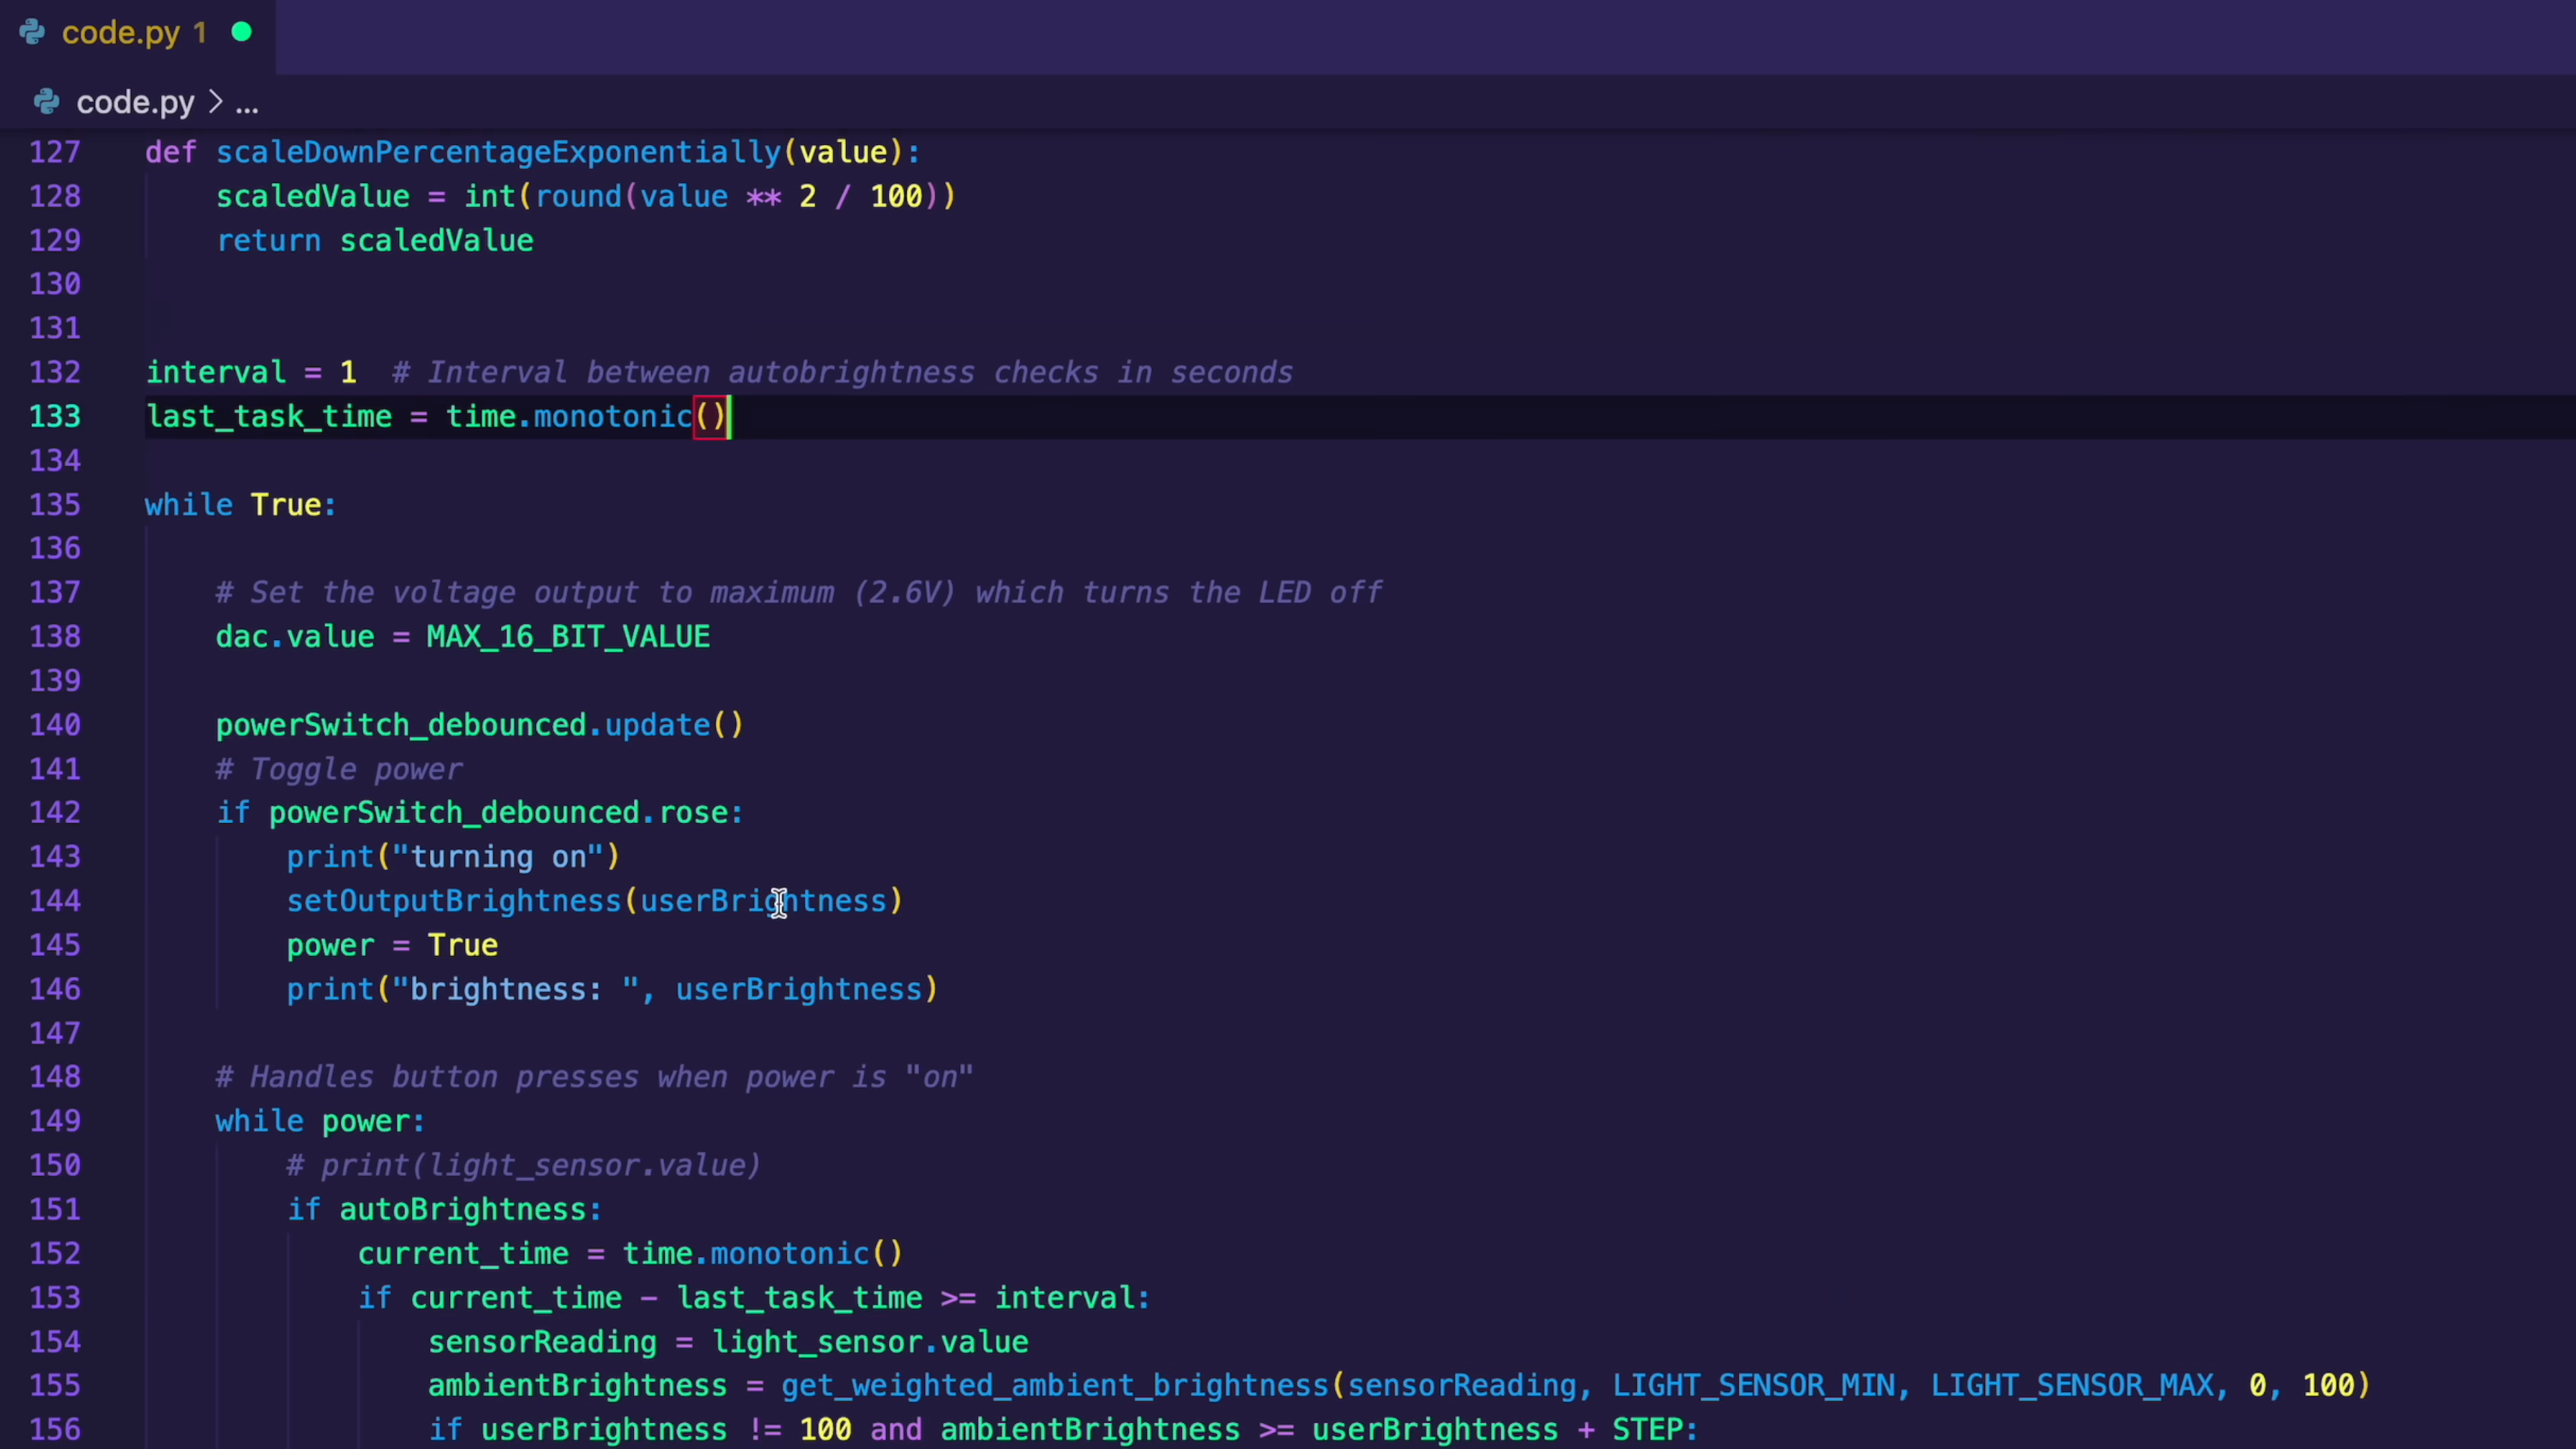 code.py 1
code.py > ...
127 def scaleDownPercentageExponentially(value):
128 scaledValue = int(round(value ** 2 / 100))
129 return scaledValue
130
131
132 interval = 1 # Interval between autobrightness checks in seconds
133 last_task_time = time.monotonic()
134
135 while True:
136
137 # Set the voltage output to maximum (2.6V) which turns the LED off
138 dac.value = MAX_16_BIT_VALUE
139
140 powerSwitch_debounced.update()
141 # Toggle power
142 if powerSwitch_debounced.rose:
143 print("turning on")
144 setOutputBrightness(userBrightness)
145 power = True
146 print("brightness: ", userBrightness)
147
148 # Handles button presses when power is "on"
149 while power:
150 # print(light_sensor.value)
151 if autoBrightness:
152 current_time = time.monotonic()
153 if current_time - last_task_time >= interval:
154 sensorReading = light_sensor.value
155 ambientBrightness = get_weighted_ambient_brightness(sensorReading, LIGHT_SENSOR_MIN, LIGHT_SENSOR_MAX, 0, 100)
156 if userBrightness != 100 and ambientBrightness >= userBrightness + STEP: